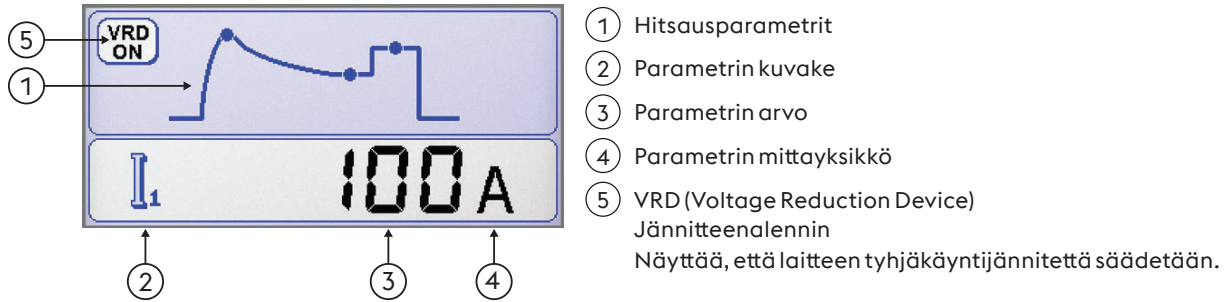 VRD
ON
5
1
I1
100 A
2
3
4
1 Hitsausparametrit
2 Parametrin kuvake
3 Parametrin arvo
4 Parametrin mittayksikkö
5 VRD (Voltage Reduction Device)
Jännitteenalennin
Näyttää, että laitteen tyhjäkäyntijännitettä säädetään.